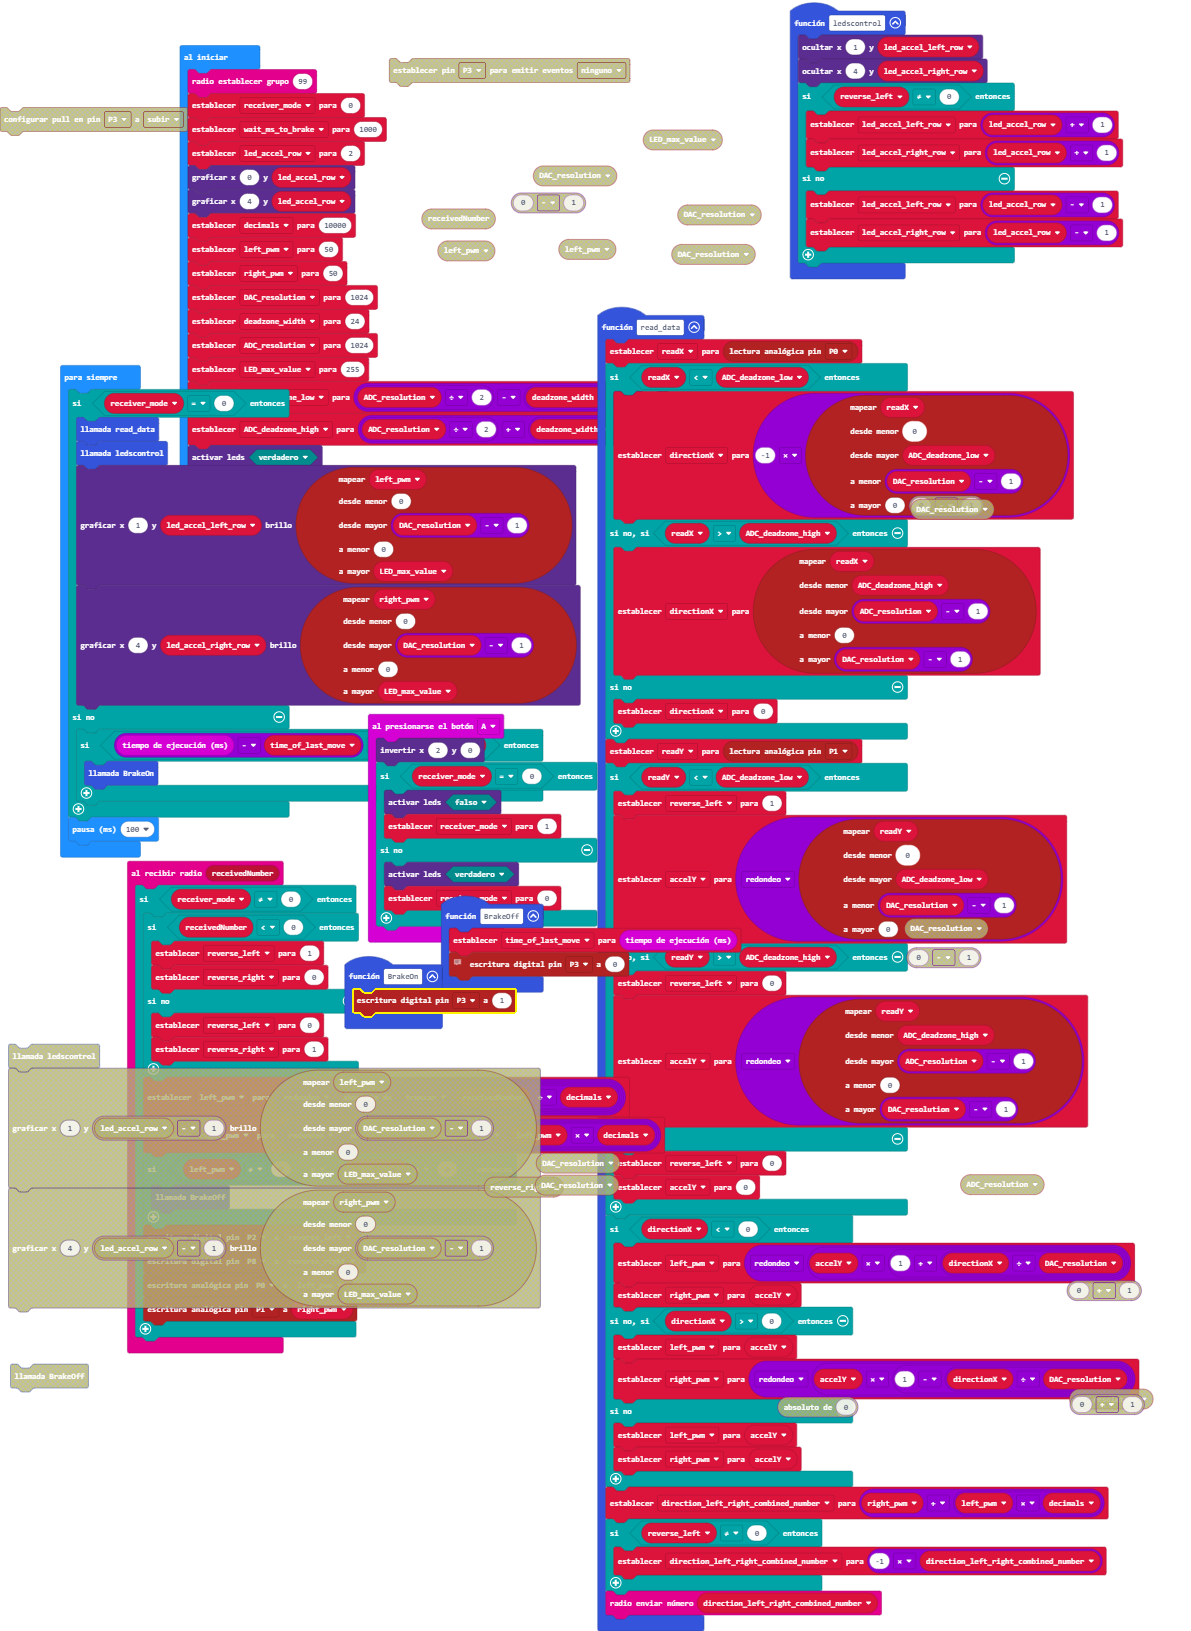 al iniciar
radio establecer grupo 99
establecer receiver_mode para 0
establecer wait_ms_to_brake para 1000
establecer led_accel_row para 2
graficar x 0 y led_accel_row
graficar x 4 y led_accel_row
establecer decimals para 10000
establecer left_pwm para 50
establecer right_pwm para 50
establecer DAC_resolution para 1024
establecer deadzone_width para 24
establecer ADC_resolution para 1024
establecer LED_max_value para 255
ne_low para ADC_resolution ÷ 2 - deadzone_width
establecer ADC_deadzone_high para ADC_resolution ÷ 2 + deadzone_width
activar leds verdadero
configurar pull en pin P3 a subir
establecer pin P3 para emitir eventos ninguno
LED_max_value
DAC_resolution
0 - 1
receivedNumber
DAC_resolution
left_pwm
left_pwm
DAC_resolution
función ledscontrol
ocultar x 1 y led_accel_left_row
ocultar x 4 y led_accel_right_row
si reverse_left ≠ 0 entonces
establecer led_accel_left_row para led_accel_row + 1
establecer led_accel_right_row para led_accel_row + 1
si no
establecer led_accel_left_row para led_accel_row - 1
establecer led_accel_right_row para led_accel_row - 1
para siempre
si receiver_mode = 0 entonces
llamada read_data
llamada ledscontrol
graficar x 1 y led_accel_left_row brillo
mapear left_pwm
desde menor 0
desde mayor DAC_resolution - 1
a menor 0
a mayor LED_max_value
graficar x 4 y led_accel_right_row brillo
mapear right_pwm
desde menor 0
desde mayor DAC_resolution - 1
a menor 0
a mayor LED_max_value
si no
si tiempo de ejecución (ms) - time_of_last_move
entonces
llamada BrakeOn
pausa (ms) 100
al presionarse el botón A
invertir x 2 y 0
si receiver_mode = 0 entonces
activar leds falso
establecer receiver_mode para 1
si no
activar leds verdadero
establecer mode para 0
función BrakeOff
establecer time_of_last_move para tiempo de ejecución (ms)
escritura digital pin P3 a 0
función BrakeOn
escritura digital pin P3 a 1
al recibir radio receivedNumber
si receiver_mode ≠ 0 entonces
si receivedNumber < 0 entonces
establecer reverse_left para 1
establecer reverse_right para 0
si no
establecer reverse_left para 0
establecer reverse_right para 1
establecer left_pwm
÷ decimals
pwm × decimals
si left_pwm
llamada BrakeOff
pin P2
escritura digital pin P8
escritura analógica pin P0
escritura analógica pin P1 a right_pwm
llamada ledscontrol
graficar x 1 y led_accel_row - 1 brillo
mapear left_pwm
desde menor 0
desde mayor DAC_resolution - 1
a menor 0
a mayor LED_max_value
graficar x 4 y led_accel_row - 1 brillo
mapear right_pwm
desde menor 0
desde mayor DAC_resolution - 1
a menor 0
a mayor LED_max_value
DAC_resolution
DAC_resolution
llamada BrakeOff
función read_data
establecer readX para lectura analógica pin P0
si readX < ADC_deadzone_low entonces
establecer directionX para -1 ×
mapear readX
desde menor 0
desde mayor ADC_deadzone_low
a menor DAC_resolution - 1
a mayor 0
DAC_resolution
si no, si readX > ADC_deadzone_high entonces
establecer directionX para
mapear readX
desde menor ADC_deadzone_high
desde mayor ADC_resolution - 1
a menor 0
a mayor DAC_resolution - 1
si no
establecer directionX para 0
establecer readY para lectura analógica pin P1
si readY < ADC_deadzone_low entonces
establecer reverse_left para 1
establecer accelY para redondeo
mapear readY
desde menor 0
desde mayor ADC_deadzone_low
a menor DAC_resolution - 1
a mayor 0
DAC_resolution
si readY > ADC_deadzone_high entonces
0 - 1
establecer reverse_left para 0
establecer accelY para redondeo
mapear readY
desde menor ADC_deadzone_high
desde mayor ADC_resolution - 1
a menor 0
a mayor DAC_resolution - 1
establecer reverse_left para 0
establecer accelY para 0
ADC_resolution
si directionX < 0 entonces
establecer left_pwm para redondeo accelY × 1 + directionX ÷ DAC_resolution
establecer right_pwm para accelY
0 + 1
si no, si directionX > 0 entonces
establecer left_pwm para accelY
establecer right_pwm para redondeo accelY × 1 - directionX ÷ DAC_resolution
si no
absoluto de 0
0 + 1
establecer left_pwm para accelY
establecer right_pwm para accelY
establecer direction_left_right_combined_number para right_pwm + left_pwm × decimals
si reverse_left ≠ 0 entonces
establecer direction_left_right_combined_number para -1 × direction_left_right_combined_number
radio enviar número direction_left_right_combined_number